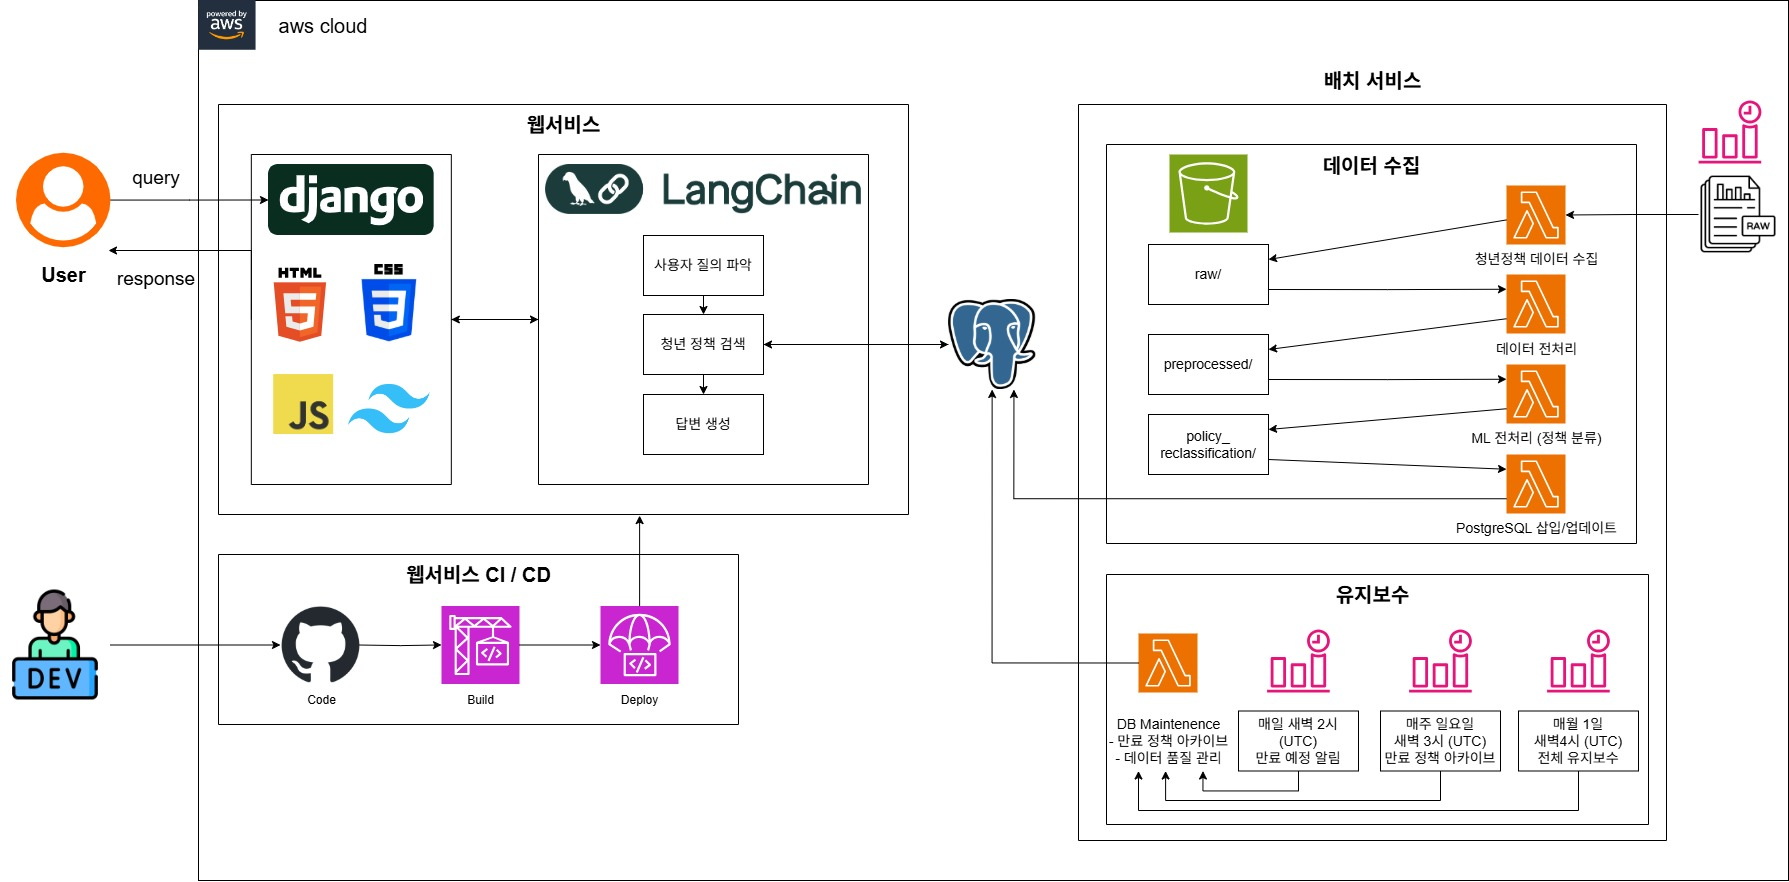 powered by
aws
aws cloud
배치 서비스
웹서비스
query
response
User
django
HTML
5
CSS
3
JS
LangChain
사용자 질의 파악
청년 정책 검색
답변 생성
데이터 수집
raw/
preprocessed/
policy_
reclassification/
청년정책 데이터 수집
데이터 전처리
ML 전처리 (정책 분류)
PostgreSQL 삽입/업데이트
RAW
웹서비스 CI / CD
Code
Build
Deploy
DEV
유지보수
DB Maintenence
- 만료 정책 아카이브
- 데이터 품질 관리
매일 새벽 2시
(UTC)
만료 예정 알림
매주 일요일
새벽 3시 (UTC)
만료 정책 아카이브
매월 1일
새벽4시 (UTC)
전체 유지보수